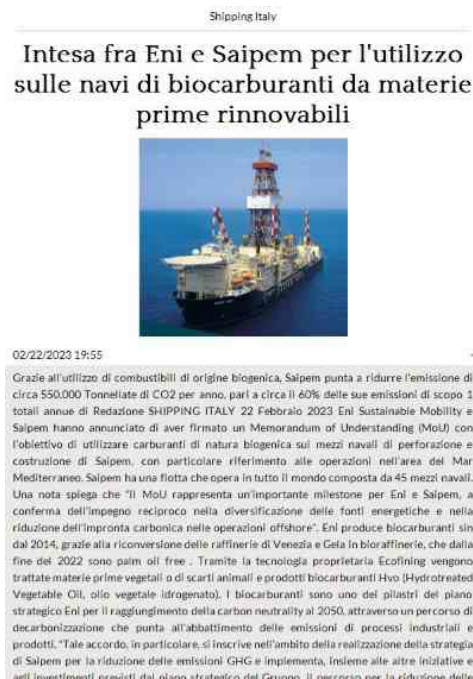 Shipping Italy
Intesa fra Eni e Saipem per l'utilizzo
sulle navi di biocarburanti da materie
prime rinnovabili
02/22/2023 19:55
Grazie all'utilizzo di combustibili di origine biogenica, Saipem punta a ridurre l'emissione di
circa 550.000 Tonnellate di CO2 per anno, pari a circa il 60% delle sue emissioni di scopo 1
totali annue di Redazione SHIPPING ITALY 22 Febbraio 2023 Eni Sustainable Mobility e
Saipem hanno annunciato di aver firmato un Memorandum of Understanding (MoU) con
l'obiettivo di utilizzare carburanti di natura biogenica sui mezzi navali di perforazione e
costruzione di Saipem, con particolare riferimento alle operazioni nell'area del Mar
Mediterraneo. Saipem ha una flotta che opera in tutto il mondo composta da 45 mezzi navali.
Una nota spiega che "il MoU rappresenta un'importante milestone per Eni e Saipem, a
conferma dell'impegno reciproco nella diversificazione delle fonti energetiche e nella
riduzione dell'impronta carbonica nelle operazioni offshore". Eni produce biocarburanti sin
dal 2014, grazie alla riconversione delle raffinerie di Venezia e Gela in bioraffinerie, che dalla
fine del 2022 sono palm oil free . Tramite la tecnologia proprietaria Ecofining vengono
trattate materie prime vegetali o di scarti animali e prodotti biocarburanti Hvo (Hydrotreated
Vegetable Oil, olio vegetale idrogenato). I biocarburanti sono uno dei pilastri del piano
strategico Eni per il raggiungimento della carbon neutrality al 2050, attraverso un percorso di
decarbonizzazione che punta all'abbattimento delle emissioni di processi industriali e
prodotti. "Tale accordo, in particolare, si inscrive nell'ambito della realizzazione della strategia
di Saipem per la riduzione delle emissioni GHG e implementa, insieme alle altre iniziative e
agli investimenti previsti dal piano strategico del Gruppo, il percorso per la riduzione delle